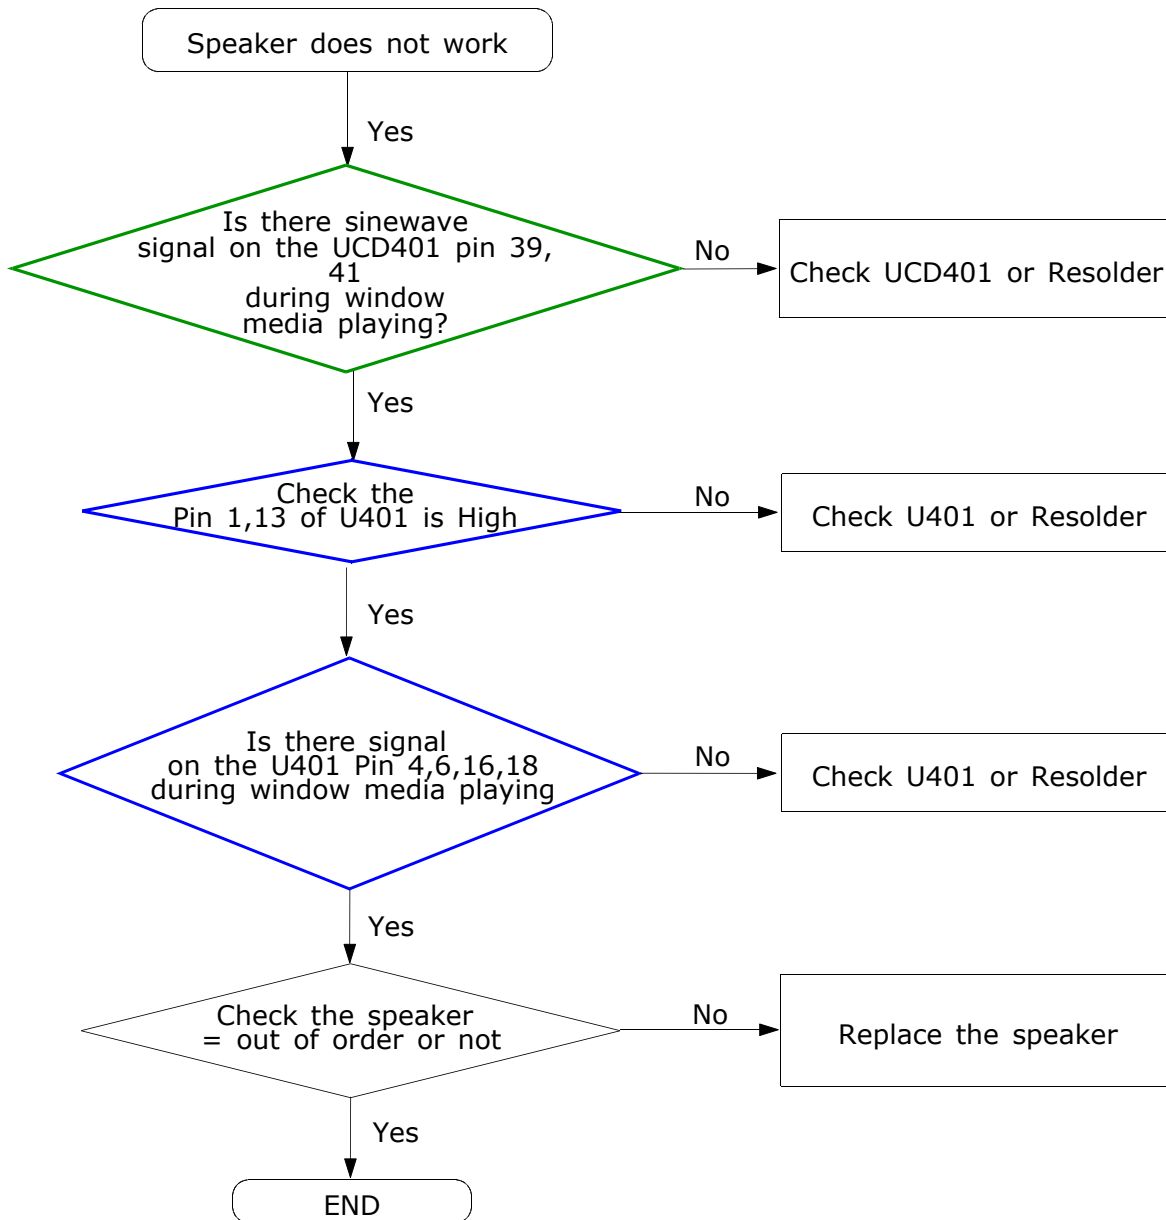 Speaker does not work
Yes
Is there sinewave
signal on the UCD401 pin 39,
41
during window
media playing?
No
Check UCD401 or Resolder
Yes
Check the
Pin 1,13 of U401 is High
No
Check U401 or Resolder
Yes
Is there signal
on the U401 Pin 4,6,16,18
during window media playing
No
Check U401 or Resolder
Yes
Check the speaker
= out of order or not
No
Replace the speaker
Yes
END